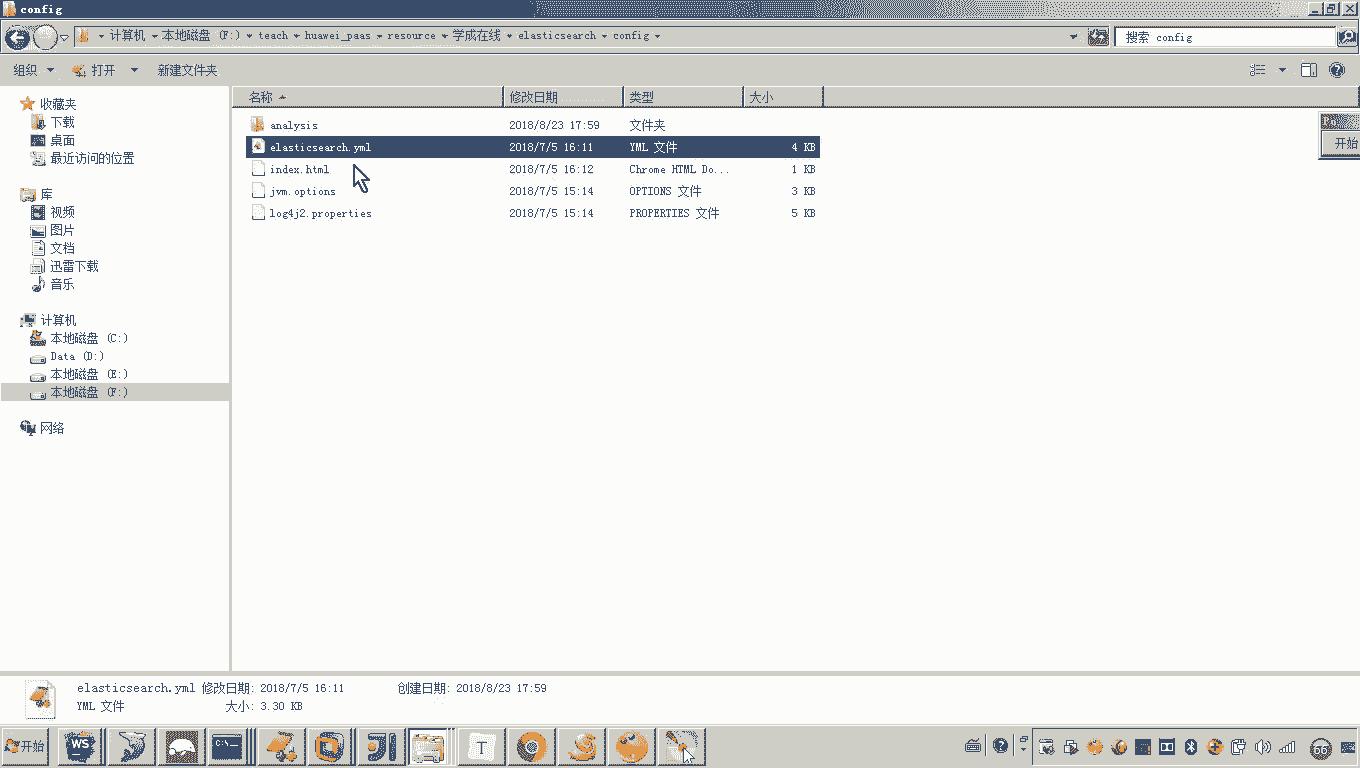 config
计算机 本地磁盘 (F:) teach huawei_paas resource 学成在线 elasticsearch config
搜索 config
组织 打开 新建文件夹
名称 修改日期 类型 大小
收藏夹
下载
桌面
最近访问的位置
库
视频
图片
文档
迅雷下载
音乐
计算机
本地磁盘 (C:)
Data (D:)
本地磁盘 (E:)
本地磁盘 (F:)
网络
analysis 2018/8/23 17:59 文件夹
elasticsearch.yml 2018/7/5 16:11 YML 文件 4 KB
index.html 2018/7/5 16:12 Chrome HTML Do... 1 KB
jvm.options 2018/7/5 15:14 OPTIONS 文件 3 KB
log4j2.properties 2018/7/5 15:14 PROPERTIES 文件 5 KB
开始
elasticsearch.yml 修改日期: 2018/7/5 16:11 创建日期: 2018/8/23 17:59
YML 文件 大小: 3.30 KB
开始 WS C:\_ T 66